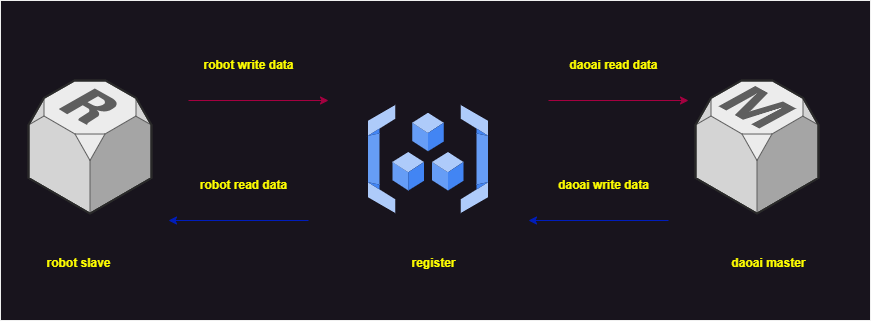 robot write data
daoai read data
R
M
robot read data
daoai write data
robot slave
register
daoai master